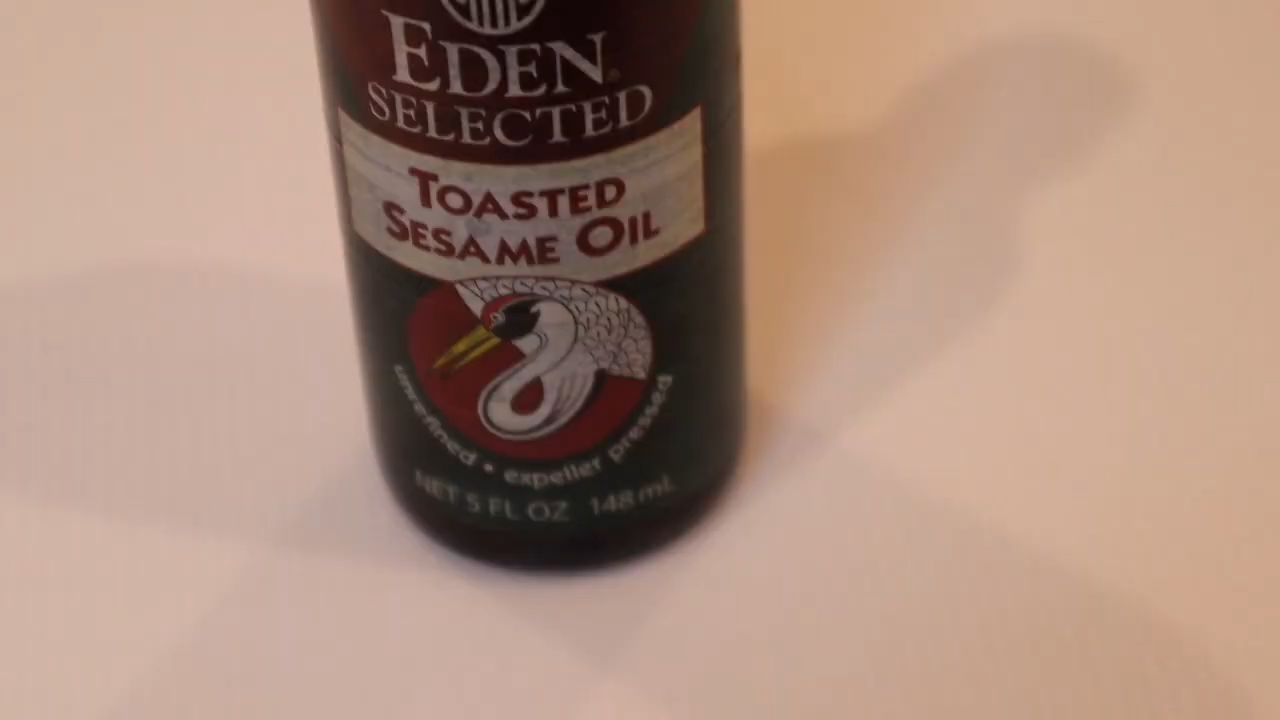 EDEN®
SELECTED
TOASTED
SESAME OIL
unrefined • expeller pressed
NET 5 FL OZ 148 mL